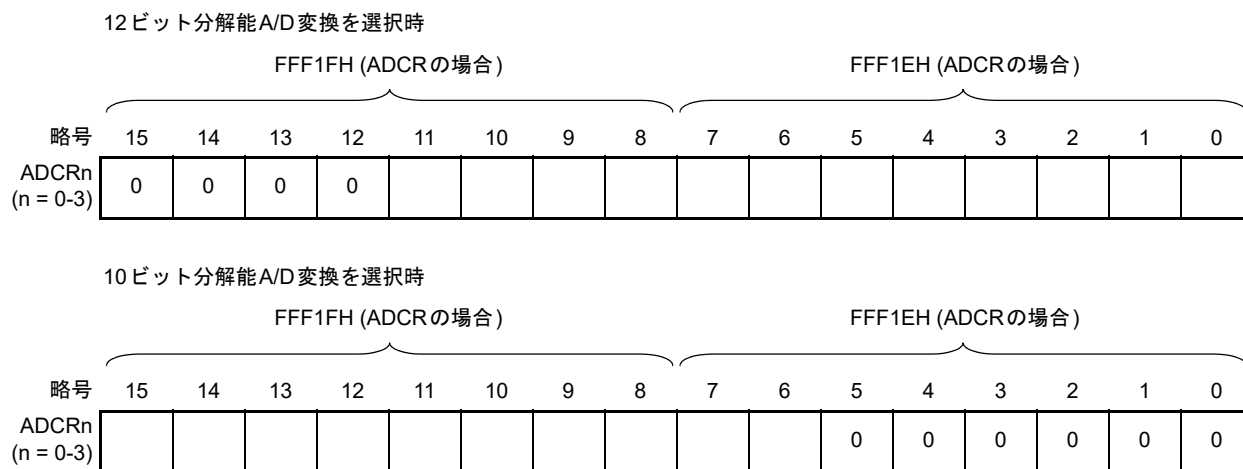 12ビット分解能A/D変換を選択時
FFF1FH (ADCRの場合) FFF1EH (ADCRの場合)
略号 15 14 13 12 11 10 9 8 7 6 5 4 3 2 1 0
ADCRn
(n = 0-3)
0 0 0 0
10ビット分解能A/D変換を選択時
FFF1FH (ADCRの場合) FFF1EH (ADCRの場合)
略号 15 14 13 12 11 10 9 8 7 6 5 4 3 2 1 0
ADCRn
(n = 0-3)
0 0 0 0 0 0